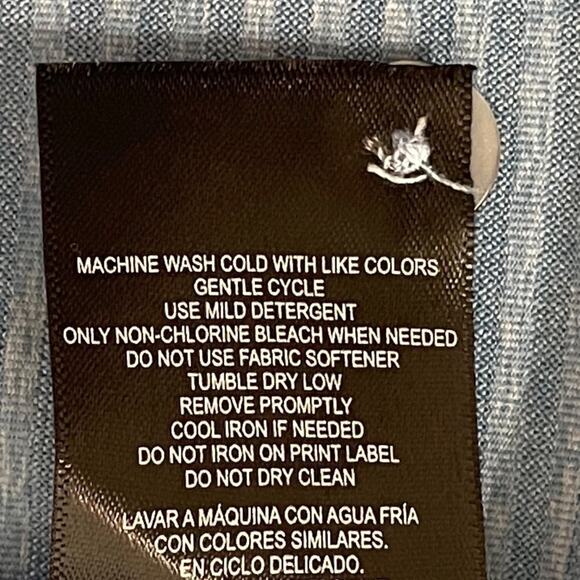 MACHINE WASH COLD WITH LIKE COLORS
GENTLE CYCLE
USE MILD DETERGENT
ONLY NON-CHLORINE BLEACH WHEN NEEDED
DO NOT USE FABRIC SOFTENER
TUMBLE DRY LOW
REMOVE PROMPTLY
COOL IRON IF NEEDED
DO NOT IRON ON PRINT LABEL
DO NOT DRY CLEAN
LAVAR A MÁQUINA CON AGUA FRÍA
CON COLORES SIMILARES.
EN CICLO DELICADO.